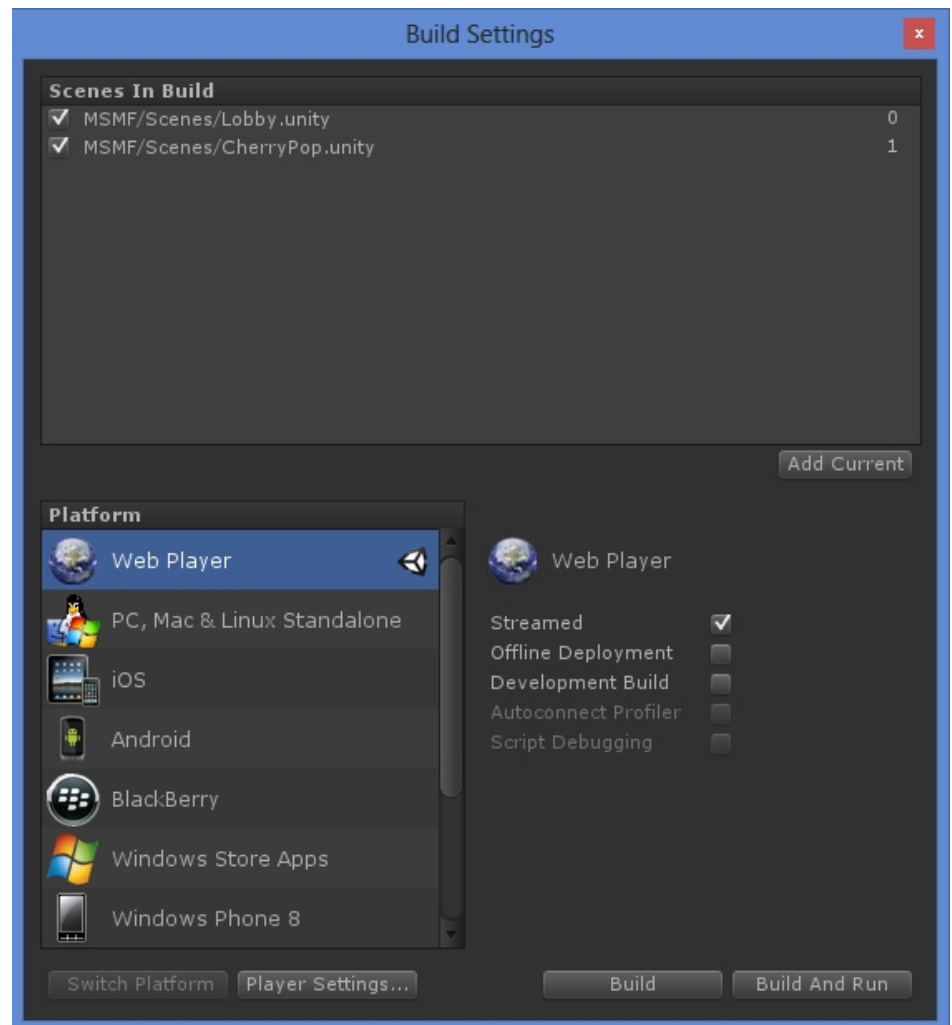 Build Settings
x
Scenes In Build
MSMF/Scenes/Lobby.unity 0
MSMF/Scenes/CherryPop.unity 1
Add Current
Platform
Web Player
PC, Mac & Linux Standalone
iOS
Android
BlackBerry
Windows Store Apps
Windows Phone 8
Web Player
Streamed
Offline Deployment
Development Build
Autoconnect Profiler
Script Debugging
Switch Platform
Player Settings...
Build
Build And Run